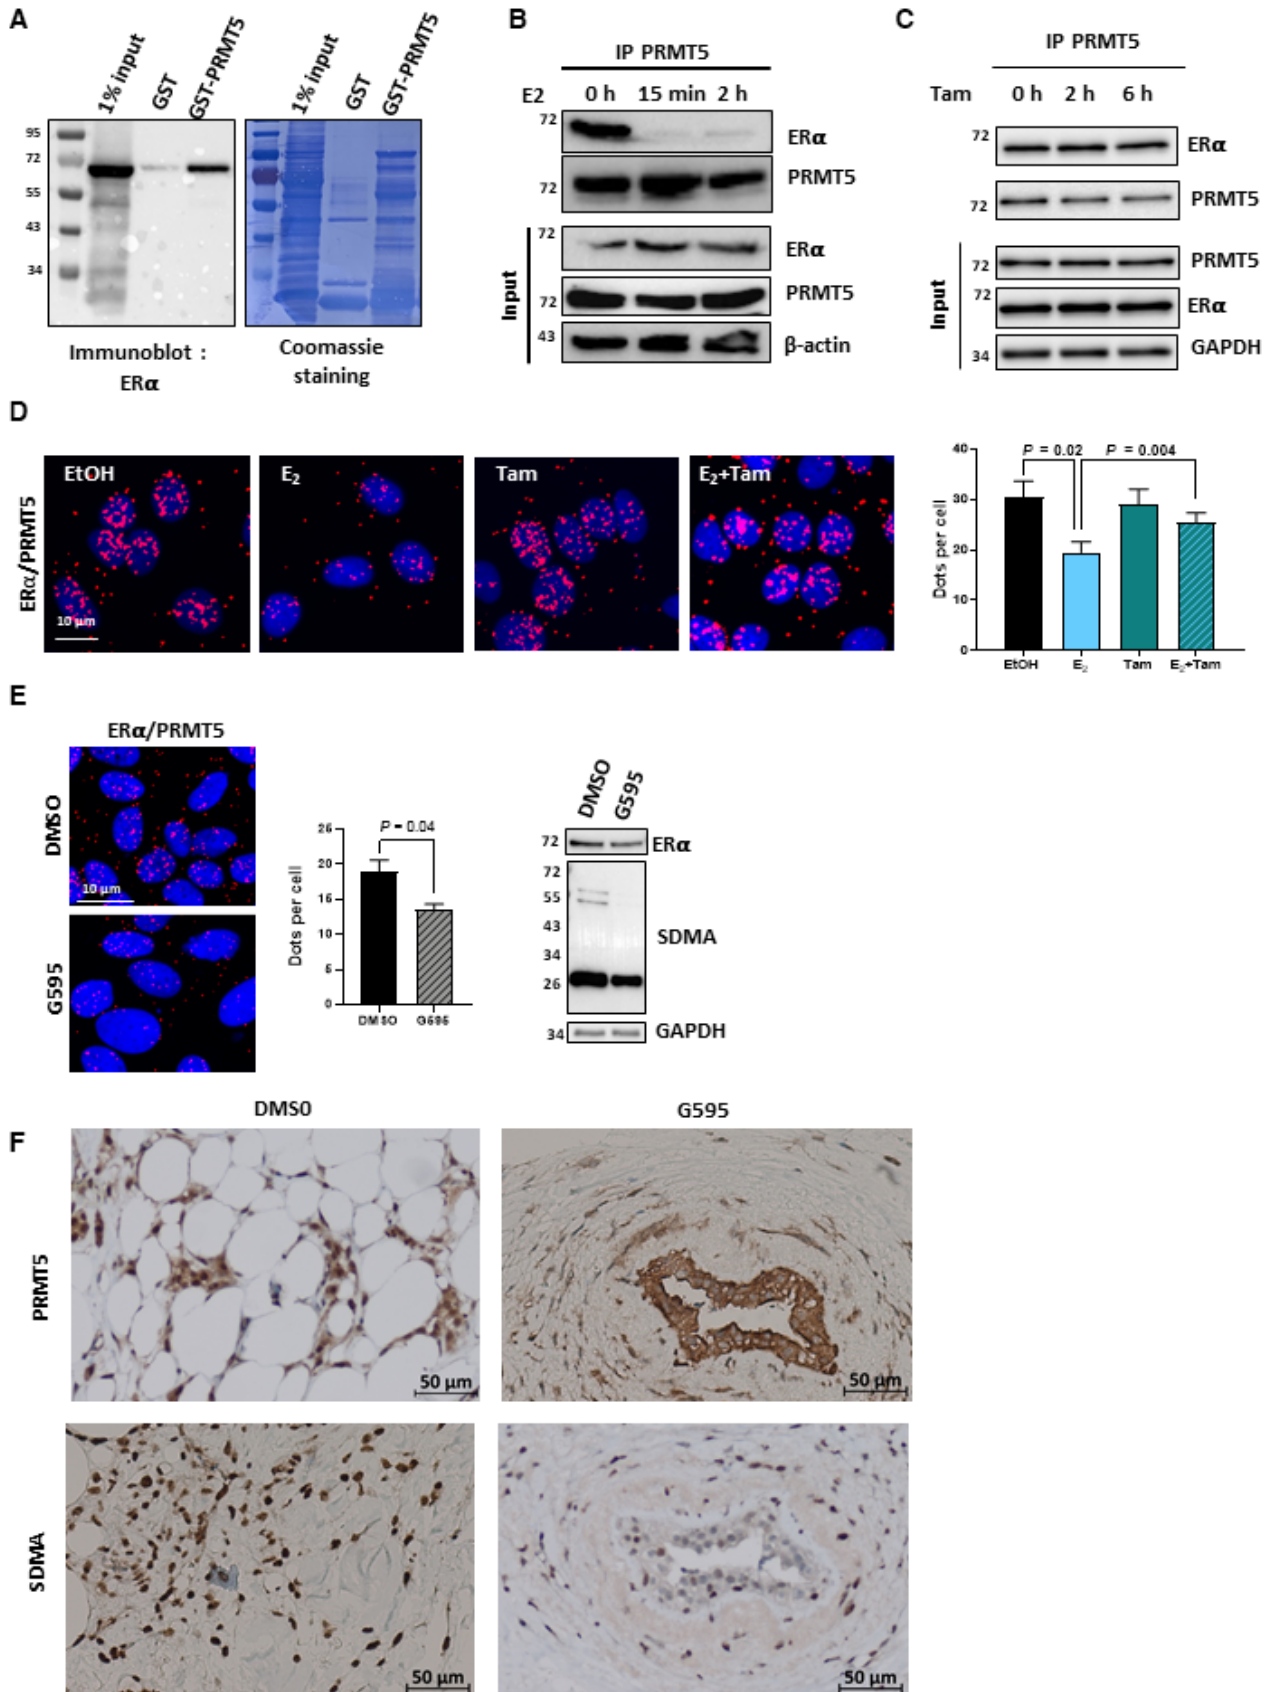 A
1% input
GST
GST-PRMT5
1% input
GST
GST-PRMT5
95
72
55
43
34
Immunoblot :
ERα
Coomassie
staining
B
IP PRMT5
E2
0 h 15 min 2 h
72
ERα
72
PRMT5
Input
72
ERα
72
PRMT5
43
β-actin
C
IP PRMT5
Tam
0 h 2 h 6 h
72
ERα
72
PRMT5
Input
72
PRMT5
72
ERα
34
GAPDH
D
ERα/PRMT5
EtOH
E2
Tam
E2+Tam
10 µm
P = 0.02
P = 0.004
Dots per cell
40
30
20
10
0
EtOH
E2
Tam
E2+Tam
E
ERα/PRMT5
DMSO
10 µm
G595
P = 0.04
Dots per cell
25
20
15
10
5
0
DMSO
G595
DMSO
G595
72
ERα
72
55
43
34
26
SDMA
34
GAPDH
F
DMSO
G595
PRMT5
50 µm
50 µm
SDMA
50 µm
50 µm